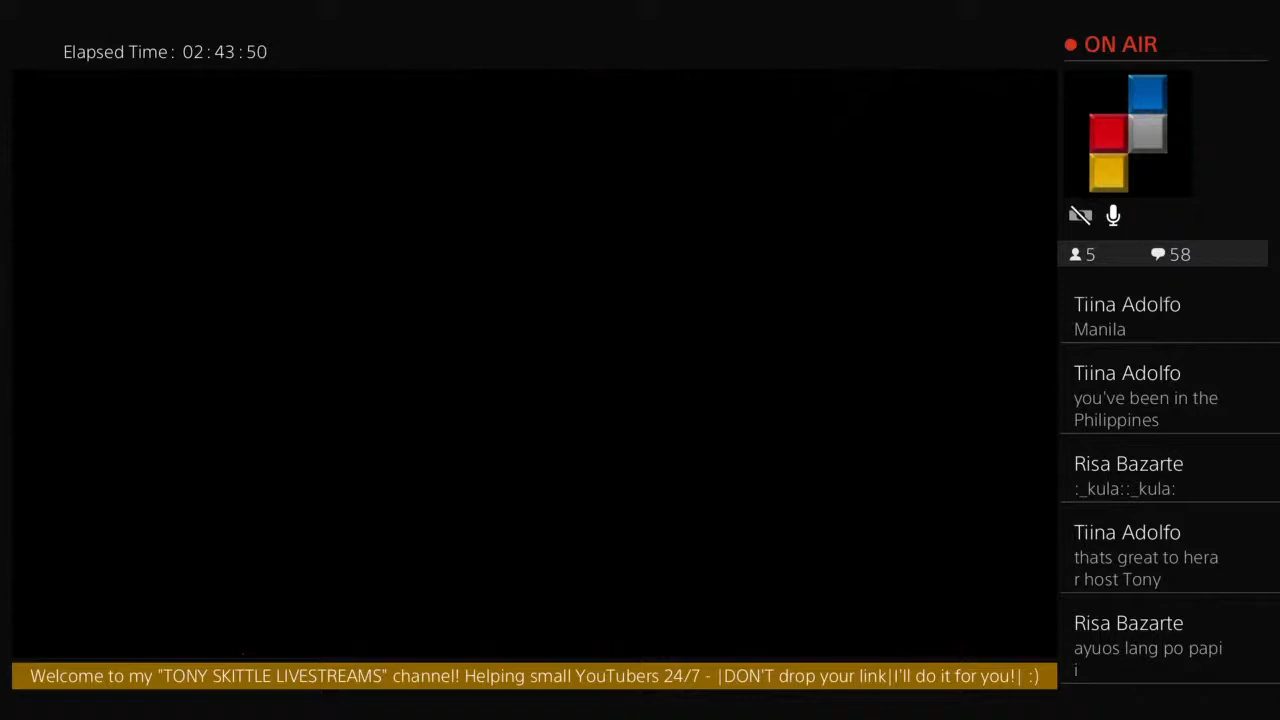 Elapsed Time: 02:43:50
ON AIR
5 58
Tiina Adolfo
Manila
Tiina Adolfo
you've been in the
Philippines
Risa Bazarte
:_kula::_kula:
Tiina Adolfo
thats great to hera
r host Tony
Risa Bazarte
ayuos lang po papi
i
Welcome to my "TONY SKITTLE LIVESTREAMS" channel! Helping small YouTubers 24/7 - |DON'T drop your link|I'll do it for you!| :)